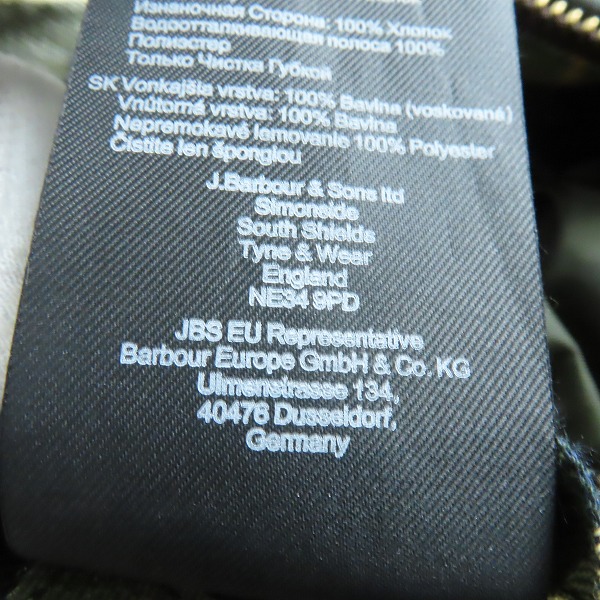 Изнаночная Сторона: 100% Хлопок
Водоотталкивающая полоса 100%
Полиэстер
Только Чистка Губкой
SK Vonkajšia vrstva: 100% Bavlna (voskovaná)
Vnútorná vrstva: 100% Bavlna
Nepremokavé lemovanie 100% Polyester
Čistite len špongiou
J.Barbour & Sons ltd
Simonside
South Shields
Tyne & Wear
England
NE34 9PD
JBS EU Representative
Barbour Europe GmbH & Co. KG
Ulmenstrasse 134,
40476 Dusseldorf,
Germany